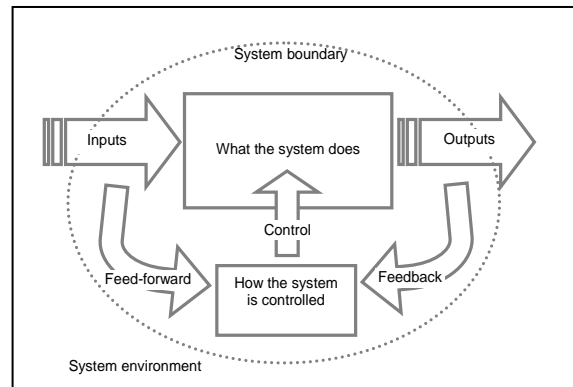 System boundary
Inputs
What the system does
Outputs
Control
Feed-forward
How the system
is controlled
Feedback
System environment